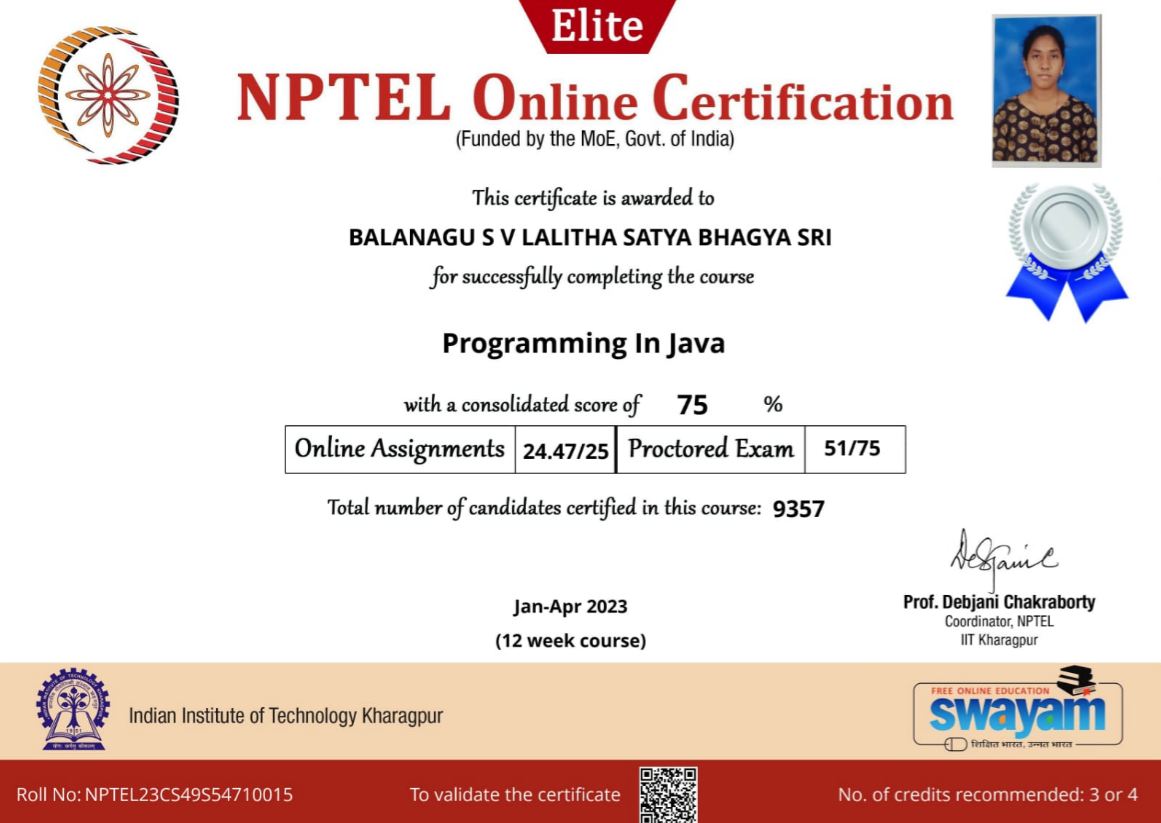 Elite
NPTEL Online Certification
(Funded by the MoE, Govt. of India)
This certificate is awarded to
BALANAGU S V LALITHA SATYA BHAGYA SRI
for successfully completing the course
Programming In Java
with a consolidated score of 75 %
Online Assignments 24.47/25 Proctored Exam 51/75
Total number of candidates certified in this course: 9357
Jan-Apr 2023
(12 week course)
Prof. Debjani Chakraborty
Coordinator, NPTEL
IIT Kharagpur
Indian Institute of Technology Kharagpur
FREE ONLINE EDUCATION
swayam
शिक्षित भारत, उन्नत भारत
Roll No: NPTEL23CS49S54710015
To validate the certificate
No. of credits recommended: 3 or 4